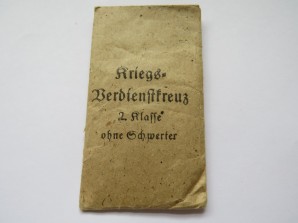 Kriegs-
Verdienstkreuz
2. Klasse
ohne Schwerter